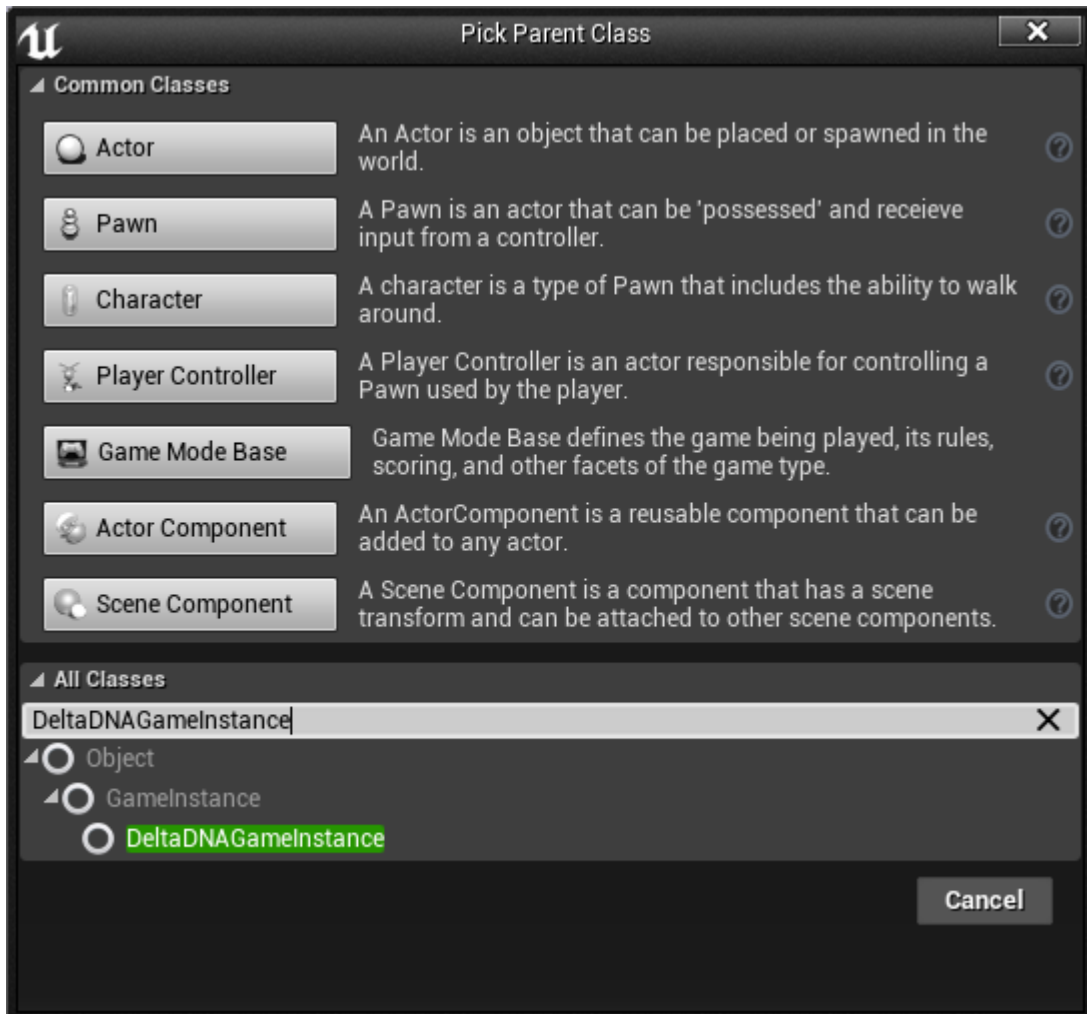 Pick Parent Class
Common Classes
Actor
An Actor is an object that can be placed or spawned in the
world.
Pawn
A Pawn is an actor that can be 'possessed' and receieve
input from a controller.
Character
A character is a type of Pawn that includes the ability to walk
around.
Player Controller
A Player Controller is an actor responsible for controlling a
Pawn used by the player.
Game Mode Base
Game Mode Base defines the game being played, its rules,
scoring, and other facets of the game type.
Actor Component
An ActorComponent is a reusable component that can be
added to any actor.
Scene Component
A Scene Component is a component that has a scene
transform and can be attached to other scene components.
All Classes
DeltaDNAGameInstance
Object
GameInstance
DeltaDNAGameInstance
Cancel